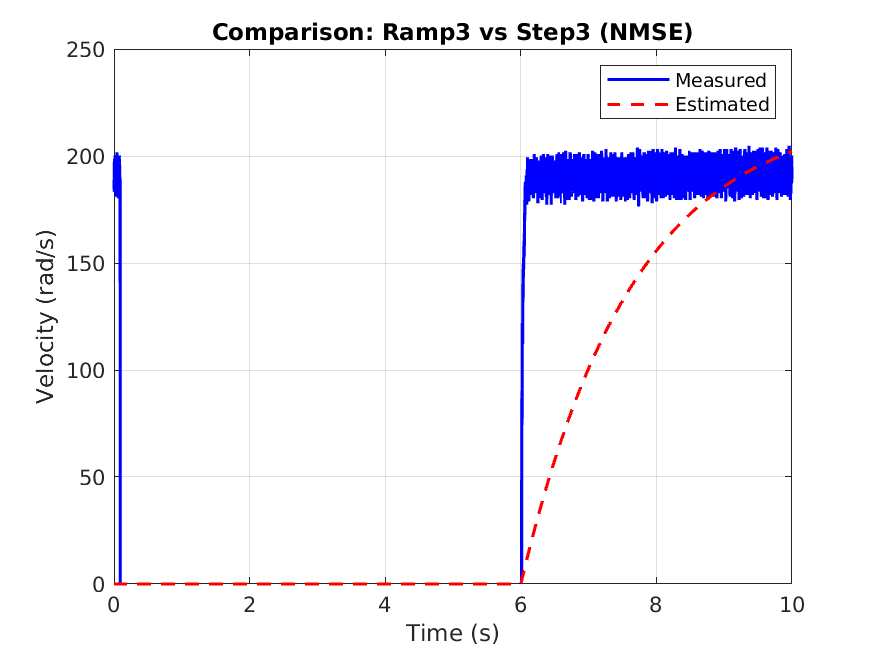 Comparison: Ramp3 vs Step3 (NMSE)
250
200
150
100
50
0
Velocity (rad/s)
Measured
Estimated
0 2 4 6 8 10
Time (s)